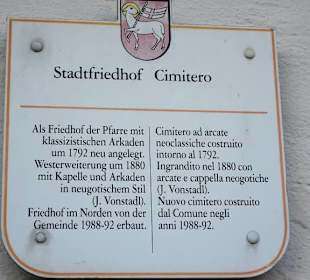 Stadtfriedhof Cimitero
Als Friedhof der Pfarre mit
klassizistischen Arkaden
um 1792 neu angelegt.
Westerweiterung um 1880
mit Kapelle und Arkaden
in neugotischem Stil
(J. Vonstadl).
Friedhof im Norden von der
Gemeinde 1988-92 erbaut.
Cimitero ad arcate
neoclassiche costruito
intorno al 1792.
Ingrandito nel 1880 con
arcate e cappella neogotiche
(J. Vonstadl).
Nuovo cimitero costruito
dal Comune negli
anni 1988-92.